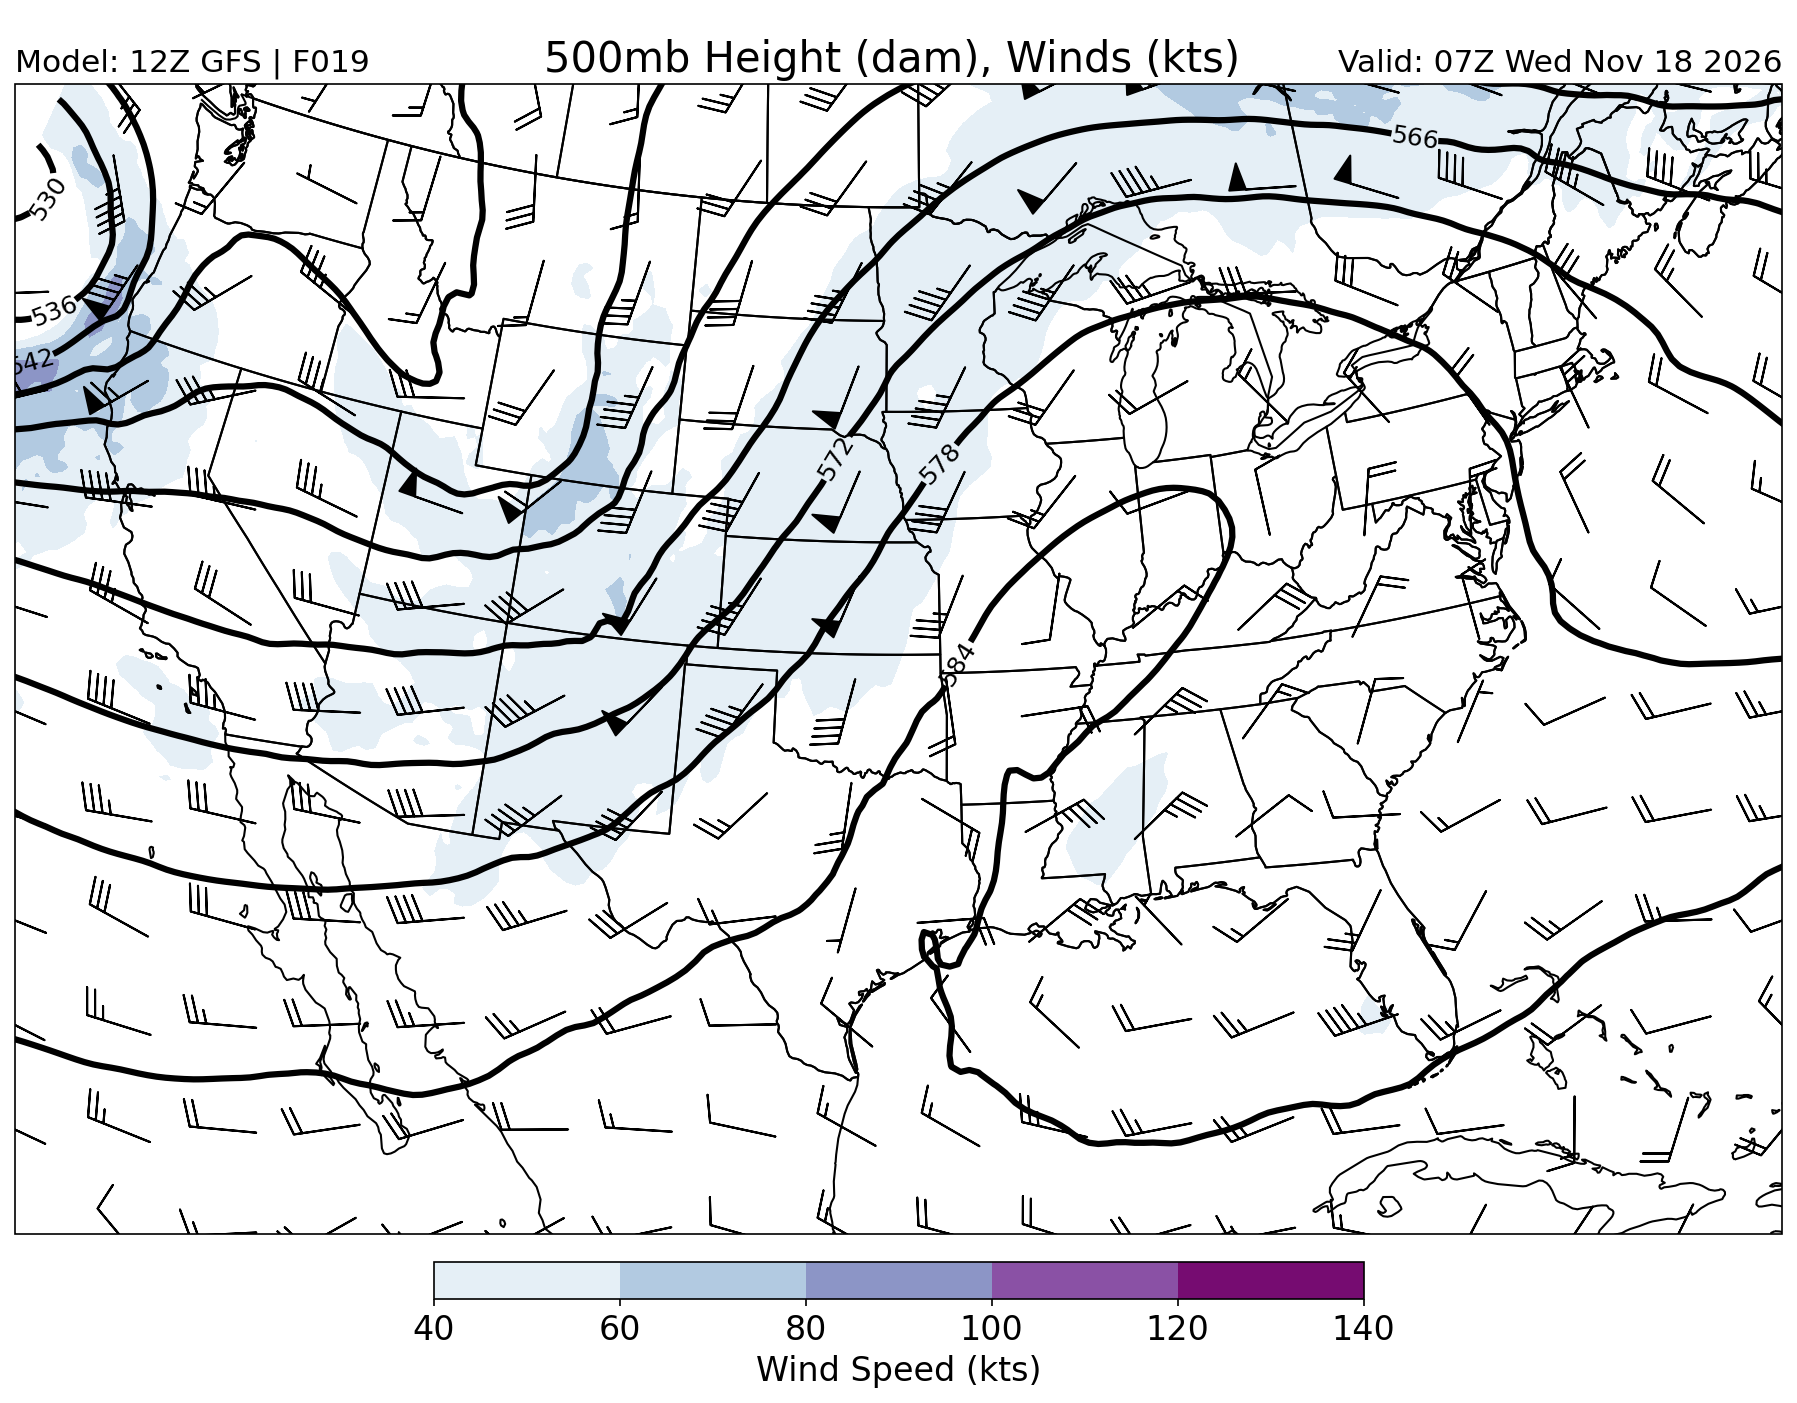 Model: 12Z GFS | F019
500mb Height (dam), Winds (kts)
Valid: 07Z Wed Nov 18 2026
566
530
536
542
572
578
584
40 60 80 100 120 140
Wind Speed (kts)